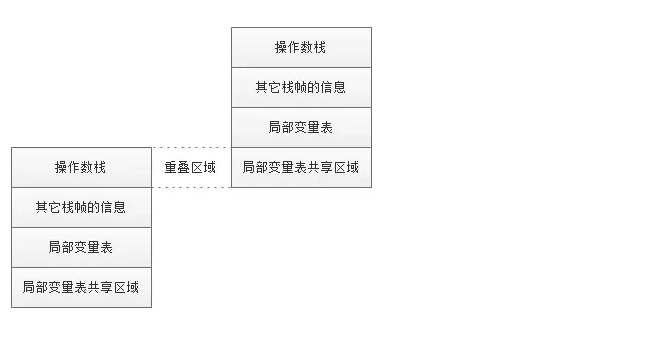 操作数栈
其它栈帧的信息
局部变量表
局部变量表共享区域
重叠区域
操作数栈
其它栈帧的信息
局部变量表
局部变量表共享区域